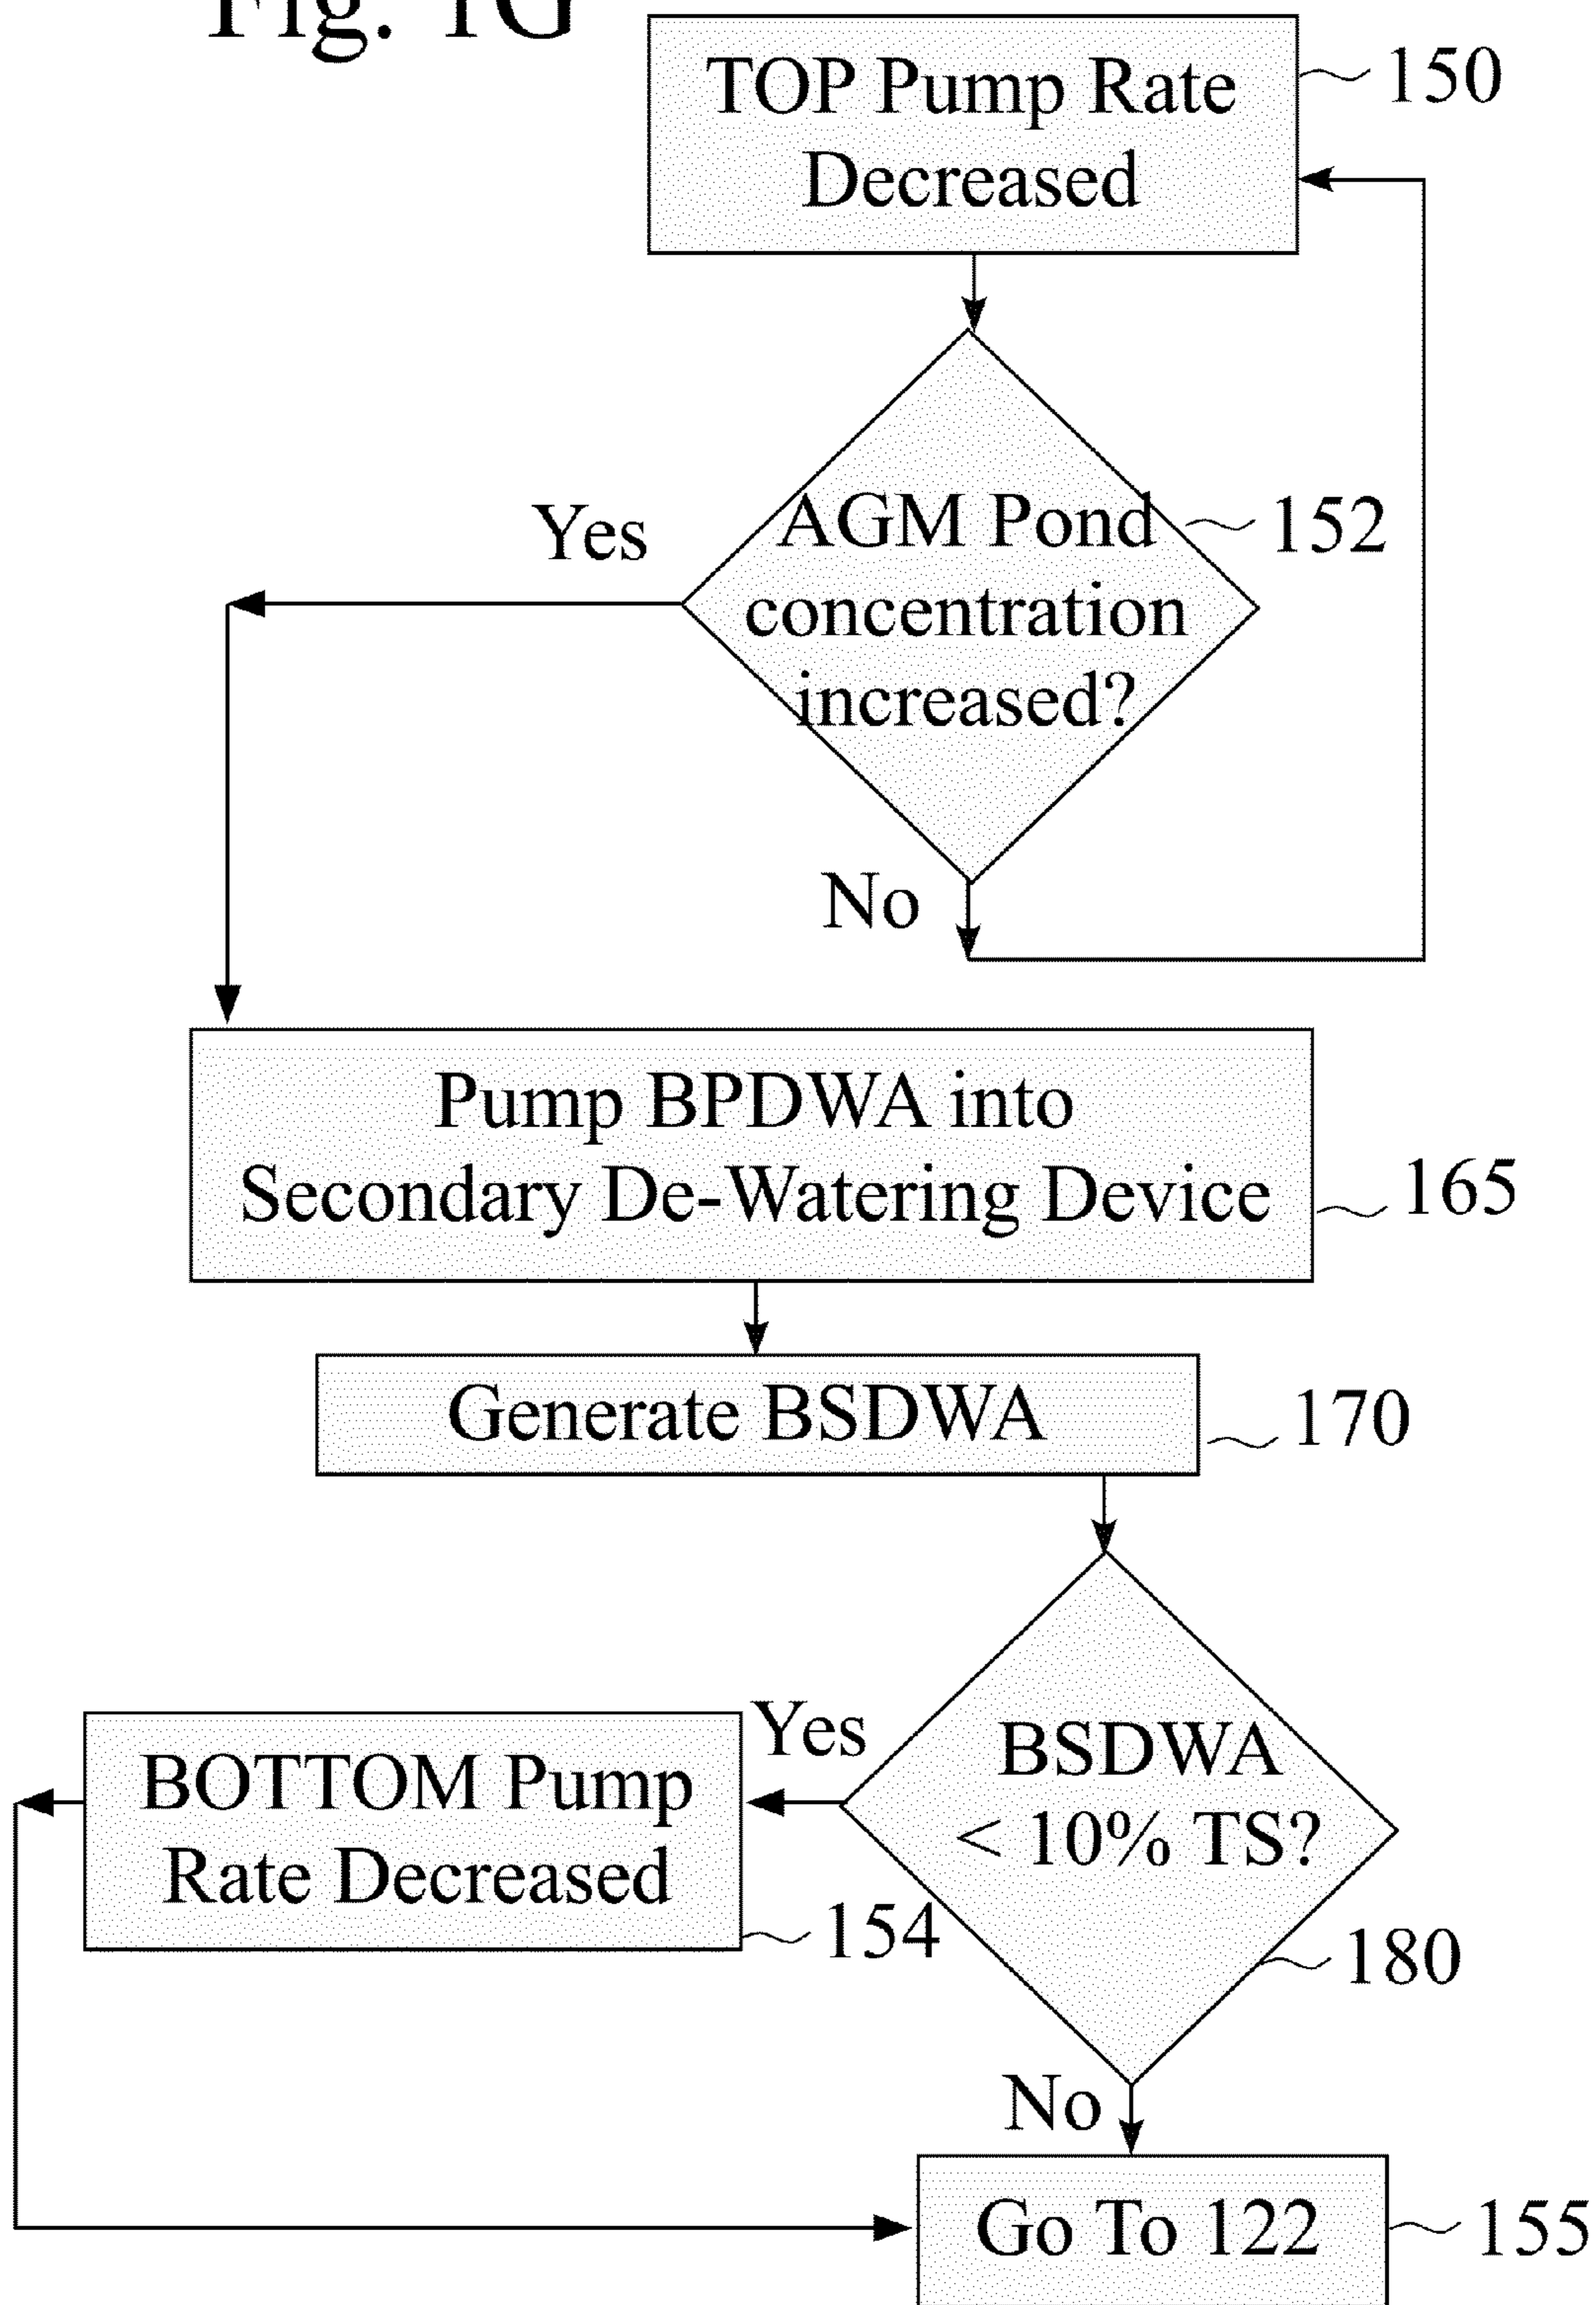 Fig. 1G
TOP Pump Rate
Decreased
150
AGM Pond
concentration
increased?
152
Yes
No
Pump BPDWA into
Secondary De-Watering Device
165
Generate BSDWA
170
BSDWA
< 10% TS?
180
Yes
BOTTOM Pump
Rate Decreased
154
No
Go To 122
155